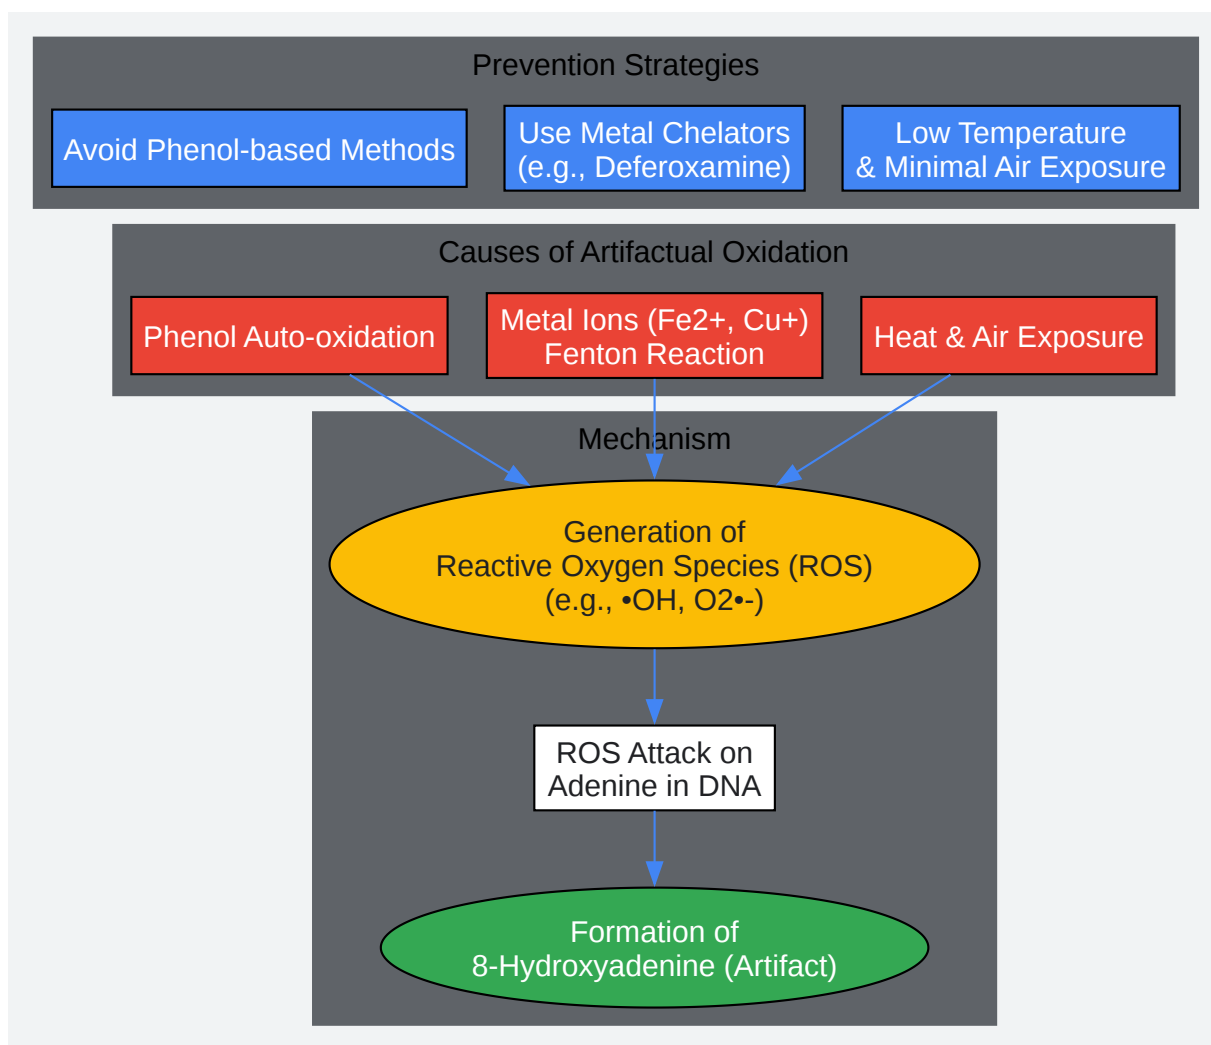 Prevention Strategies
Avoid Phenol-based Methods
Use Metal Chelators
(e.g., Deferoxamine)
Low Temperature
& Minimal Air Exposure
Causes of Artifactual Oxidation
Phenol Auto-oxidation
Metal Ions (Fe2+, Cu+)
Fenton Reaction
Heat & Air Exposure
Mechanism
Generation of
Reactive Oxygen Species (ROS)
(e.g., •OH, O2•-)
ROS Attack on
Adenine in DNA
Formation of
8-Hydroxyadenine (Artifact)